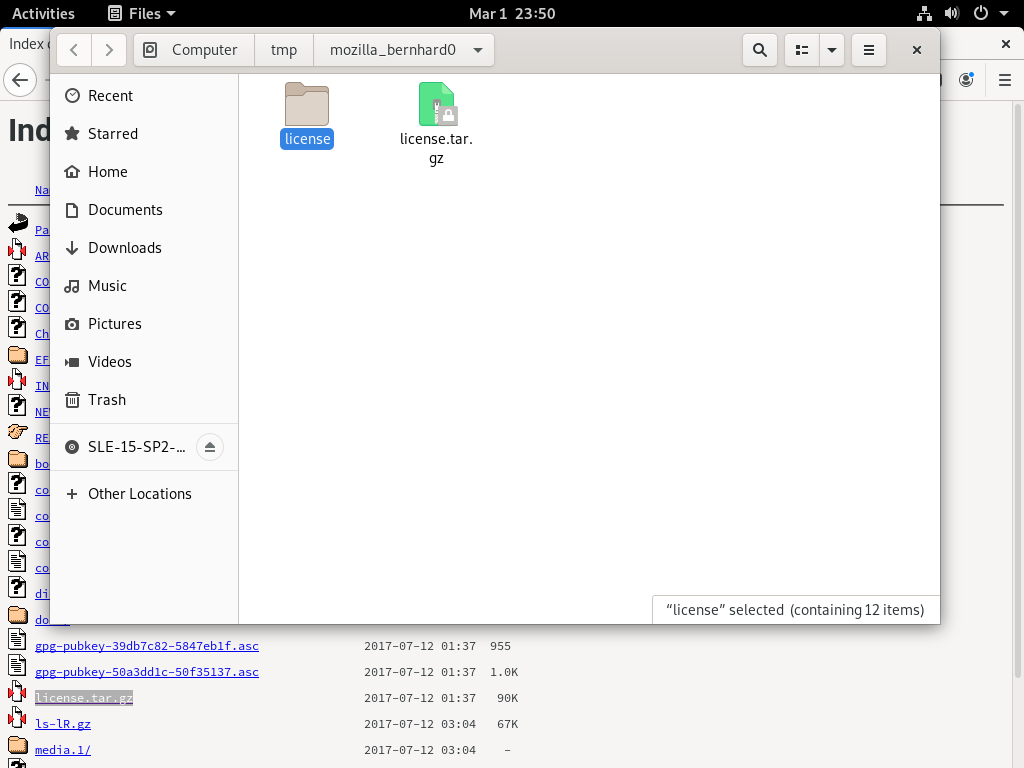 Activities
Files
Mar 1 23:50
Index
Computer
tmp
mozilla_bernhard0
Recent
Starred
Home
Documents
Downloads
Music
Pictures
Videos
Trash
SLE-15-SP2-...
Other Locations
license
license.tar.
gz
“license” selected (containing 12 items)
Ind
Na
Pa
AR
CO
CO
Ch
EF
IN
NE
RE
bo
co
co
co
co
di
do
gpg-pubkey-39db7c82-5847eb1f.asc 2017-07-12 01:37 955
gpg-pubkey-50a3dd1c-50f35137.asc 2017-07-12 01:37 1.0K
license.tar.gz 2017-07-12 01:37 90K
ls-lR.gz 2017-07-12 03:04 67K
media.1/ 2017-07-12 03:04 -